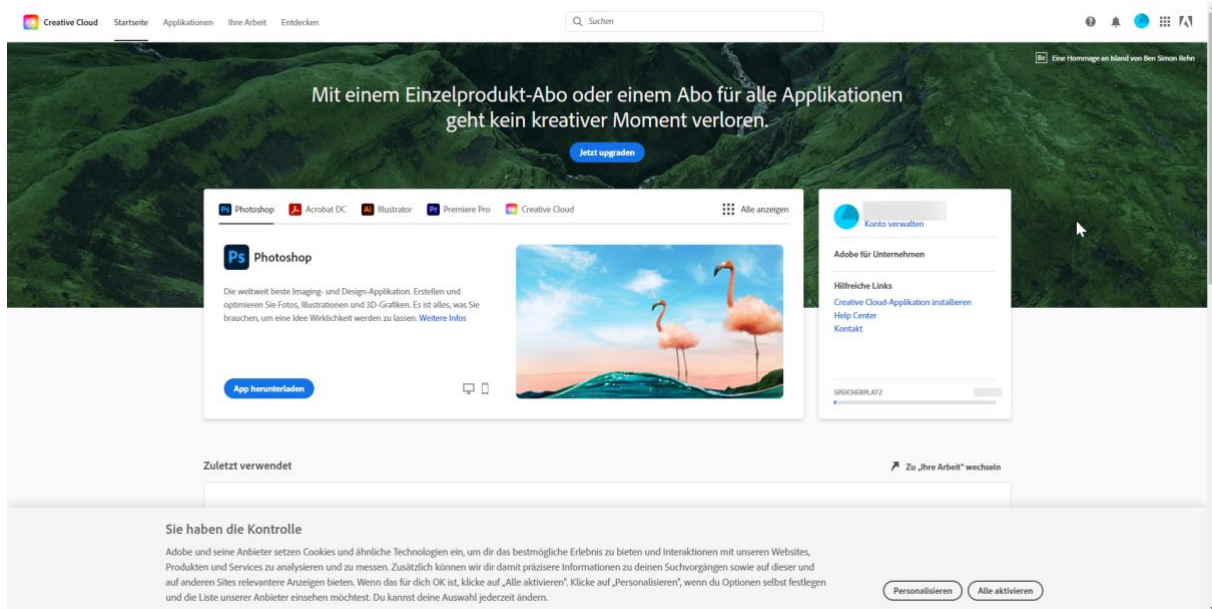 Creative Cloud Startseite Applikationen Ihre Arbeit Entdecken Suchen
Be Eine Hommage an Island von Ben Simon Rehn
Mit einem Einzelprodukt-Abo oder einem Abo für alle Applikationen
geht kein kreativer Moment verloren.
Jetzt upgraden
Ps Photoshop Acrobat DC Ai Illustrator Pr Premiere Pro Creative Cloud Alle anzeigen
Ps Photoshop
Die weltweit beste Imaging- und Design-Applikation. Erstellen und
optimieren Sie Fotos, Illustrationen und 3D-Grafiken. Es ist alles, was Sie
brauchen, um eine Idee Wirklichkeit werden zu lassen. Weitere Infos
App herunterladen
Konto verwalten
Adobe für Unternehmen
Hilfreiche Links
Creative Cloud-Applikation installieren
Help Center
Kontakt
SPEICHERPLATZ
Zuletzt verwendet
Zu „Ihre Arbeit" wechseln
Sie haben die Kontrolle
Adobe und seine Anbieter setzen Cookies und ähnliche Technologien ein, um dir das bestmögliche Erlebnis zu bieten und Interaktionen mit unseren Websites,
Produkten und Services zu analysieren und zu messen. Zusätzlich können wir dir damit präzisere Informationen zu deinen Suchvorgängen sowie auf dieser und
auf anderen Sites relevantere Anzeigen bieten. Wenn das für dich OK ist, klicke auf „Alle aktivieren". Klicke auf „Personalisieren", wenn du Optionen selbst festlegen
und die Liste unserer Anbieter einsehen möchtest. Du kannst deine Auswahl jederzeit ändern.
Personalisieren Alle aktivieren